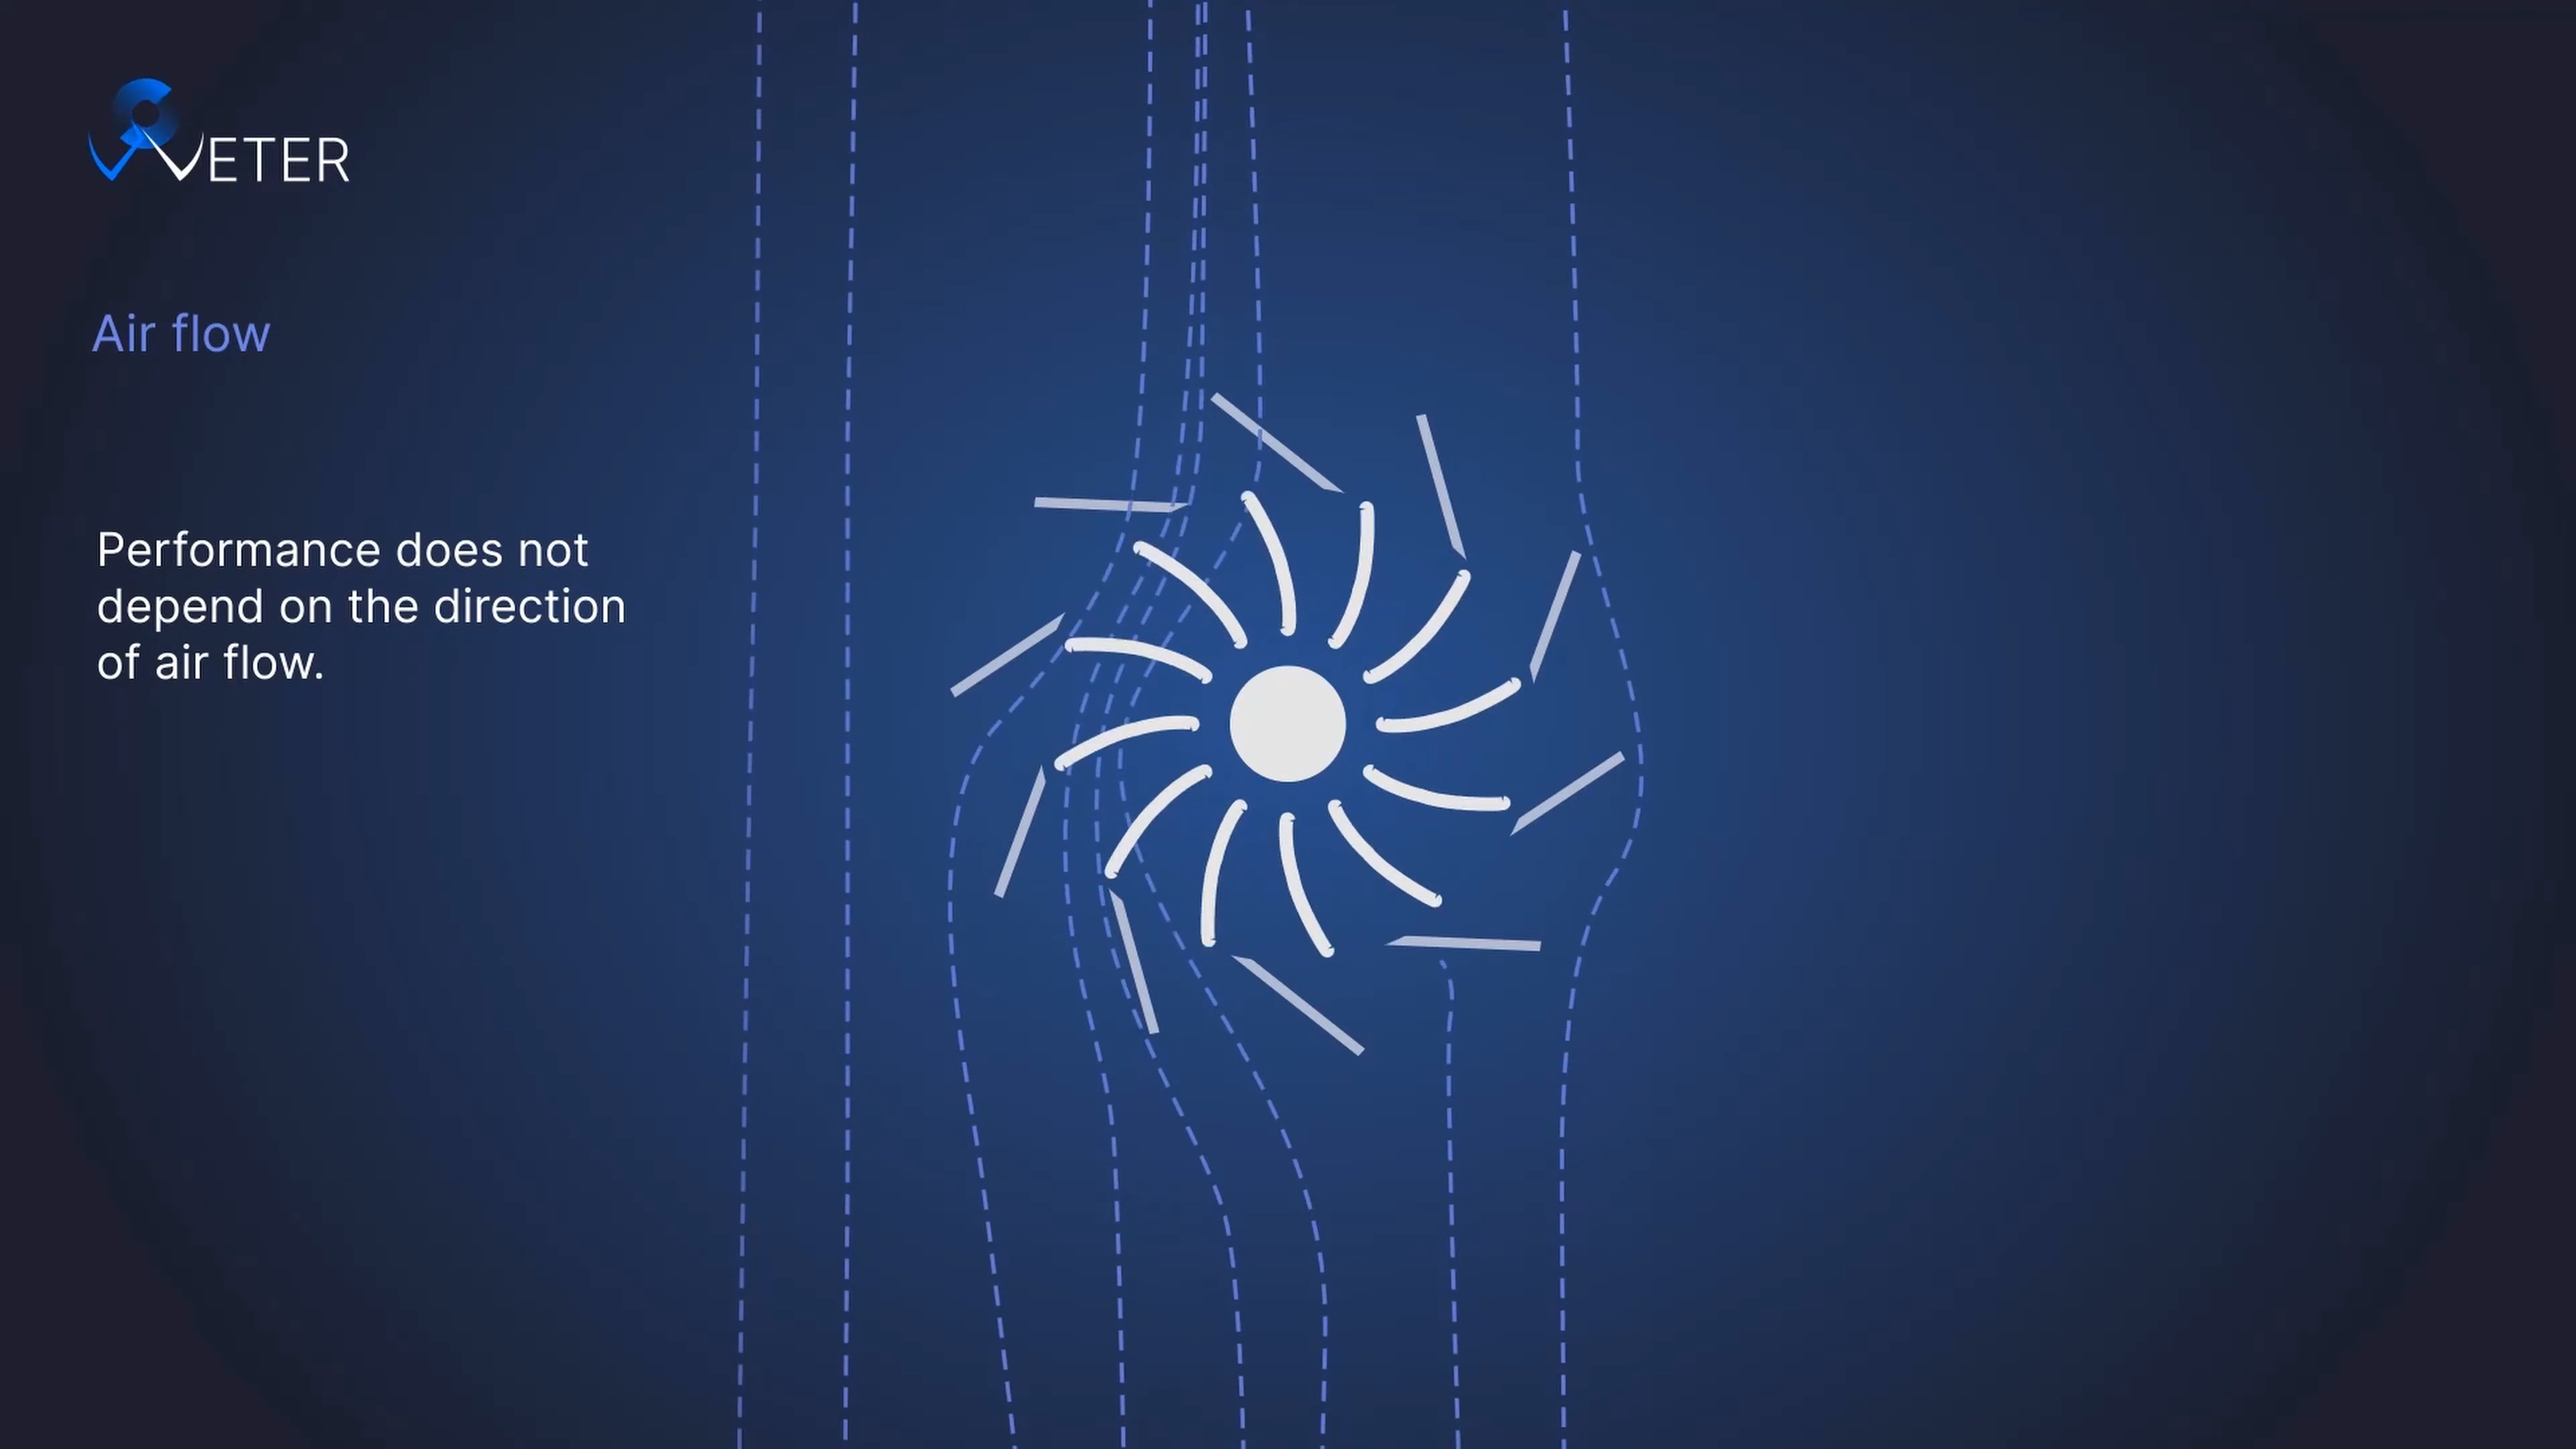 VETER
Air flow
Performance does not
depend on the direction
of air flow.